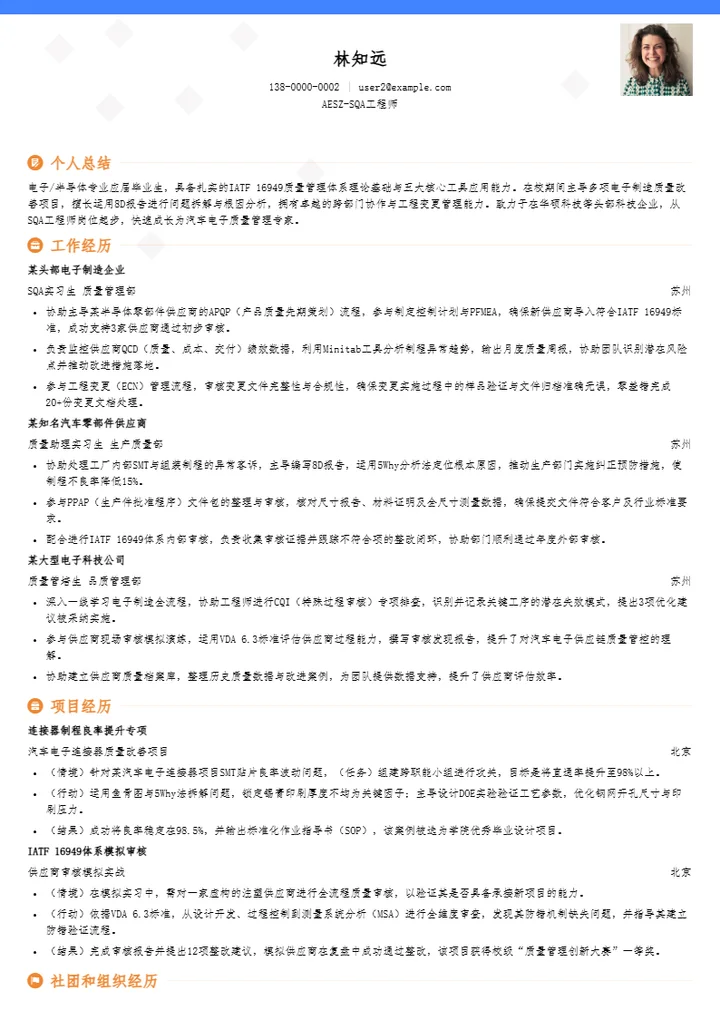 林知远
138-0000-0002 | user2@example.com
AESZ-SQA工程师
个人总结
电子/半导体专业应届毕业生，具备扎实的IATF 16949质量管理体系理论基础与五大核心工具应用能力。在校期间主导多项电子制造质量改
善项目，擅长运用8D报告进行问题拆解与根因分析，拥有卓越的跨部门协作与工程变更管理能力。致力于在华硕科技等头部科技企业，从
SQA工程师岗位起步，快速成长为汽车电子质量管理专家。
工作经历
某头部电子制造企业
SQA实习生 质量管理部 苏州
• 协助主导某半导体零部件供应商的APQP（产品质量先期策划）流程，参与制定控制计划与PFMEA，确保新供应商导入符合IATF 16949标
准，成功支持3家供应商通过初步审核。
• 负责监控供应商QCD（质量、成本、交付）绩效数据，利用Minitab工具分析制程异常趋势，输出月度质量周报，协助团队识别潜在风险
点并推动改进措施落地。
• 参与工程变更（ECN）管理流程，审核变更文件完整性与合规性，确保变更实施过程中的样品验证与文件归档准确无误，零差错完成
20+份变更文档处理。
某知名汽车零部件供应商
质量助理实习生 生产质量部 苏州
• 协助处理工厂内部SMT与组装制程的异常客诉，主导编写8D报告，运用5Why分析法定位根本原因，推动生产部门实施纠正预防措施，使
制程不良率降低15%。
• 参与PPAP（生产件批准程序）文件包的整理与审核，核对尺寸报告、材料证明及全尺寸测量数据，确保提交文件符合客户及行业标准要
求。
• 配合进行IATF 16949体系内部审核，负责收集审核证据并跟踪不符合项的整改闭环，协助部门顺利通过年度外部审核。
某大型电子科技公司
质量管培生 品质管理部 苏州
• 深入一线学习电子制造全流程，协助工程师进行CQI（特殊过程审核）专项排查，识别并记录关键工序的潜在失效模式，提出3项优化建
议被采纳实施。
• 参与供应商现场审核模拟演练，运用VDA 6.3标准评估供应商过程能力，撰写审核发现报告，提升了对汽车电子供应链质量管控的理
解。
• 协助建立供应商质量档案库，整理历史质量数据与改进案例，为团队提供数据支持，提升了供应商评估效率。
项目经历
连接器制程良率提升专项
汽车电子连接器质量改善项目 北京
• （情境）针对某汽车电子连接器项目SMT贴片良率波动问题，（任务）组建跨职能小组进行攻关，目标是将直通率提升至98%以上。
• （行动）运用鱼骨图与5Why法拆解问题，锁定锡膏印刷厚度不均为关键因子；主导设计DOE实验验证工艺参数，优化钢网开孔尺寸与印
刷压力。
• （结果）成功将良率稳定在98.5%，并输出标准化作业指导书（SOP），该案例被选为学院优秀毕业设计项目。
IATF 16949体系模拟审核
供应商审核模拟实战 北京
• （情境）在模拟实习中，需对一家虚构的注塑供应商进行全流程质量审核，以验证其是否具备承接新项目的能力。
• （行动）依据VDA 6.3标准，从设计开发、过程控制到测量系统分析（MSA）进行全维度审查，发现其防错机制缺失问题，并指导其建立
防错验证流程。
• （结果）完成审核报告并提出12项整改建议，模拟供应商在复盘中成功通过整改，该项目获得校级“质量管理创新大赛”一等奖。
社团和组织经历